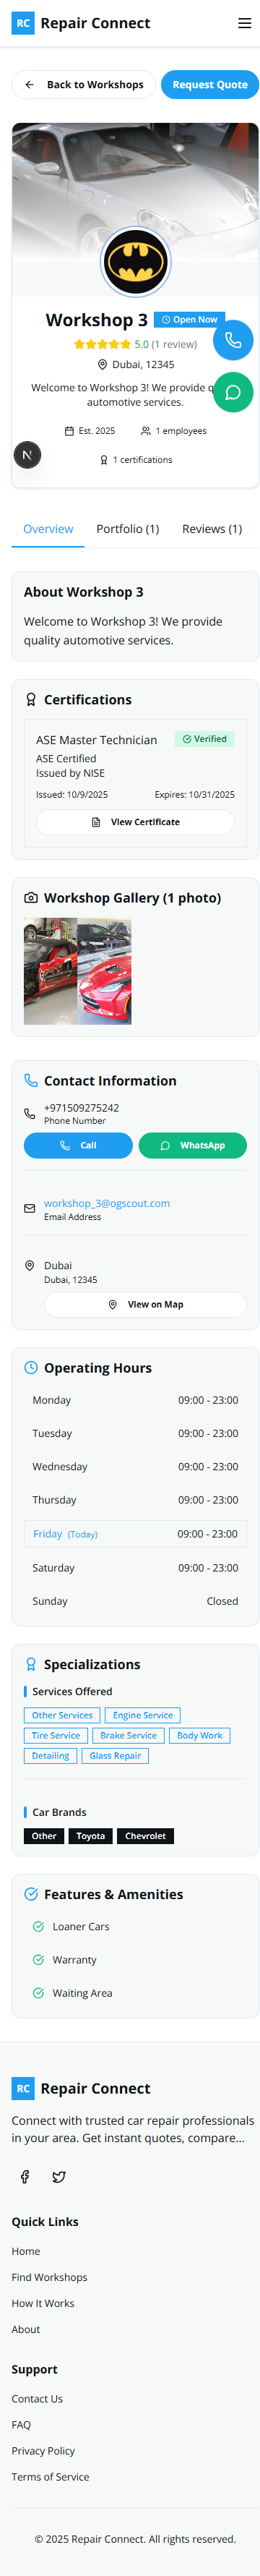 RC Repair Connect
Back to Workshops Request Quote
Workshop 3 Open Now
5.0 (1 review)
Dubai, 12345
Welcome to Workshop 3! We provide
automotive services.
Est. 2025 1 employees
N
1 certifications
Overview Portfolio (1) Reviews (1)
About Workshop 3
Welcome to Workshop 3! We provide
quality automotive services.
Certifications
ASE Master Technician Verified
ASE Certified
Issued by NISE
Issued: 10/9/2025 Expires: 10/31/2025
View Certificate
Workshop Gallery (1 photo)
Contact Information
+971509275242
Phone Number
Call WhatsApp
workshop_3@ogscout.com
Email Address
Dubai
Dubai, 12345
View on Map
Operating Hours
Monday 09:00 - 23:00
Tuesday 09:00 - 23:00
Wednesday 09:00 - 23:00
Thursday 09:00 - 23:00
Friday (Today) 09:00 - 23:00
Saturday 09:00 - 23:00
Sunday Closed
Specializations
Services Offered
Other Services Engine Service
Tire Service Brake Service Body Work
Detailing Glass Repair
Car Brands
Other Toyota Chevrolet
Features & Amenities
Loaner Cars
Warranty
Waiting Area
RC Repair Connect
Connect with trusted car repair professionals
in your area. Get instant quotes, compare...
Quick Links
Home
Find Workshops
How It Works
About
Support
Contact Us
FAQ
Privacy Policy
Terms of Service
© 2025 Repair Connect. All rights reserved.